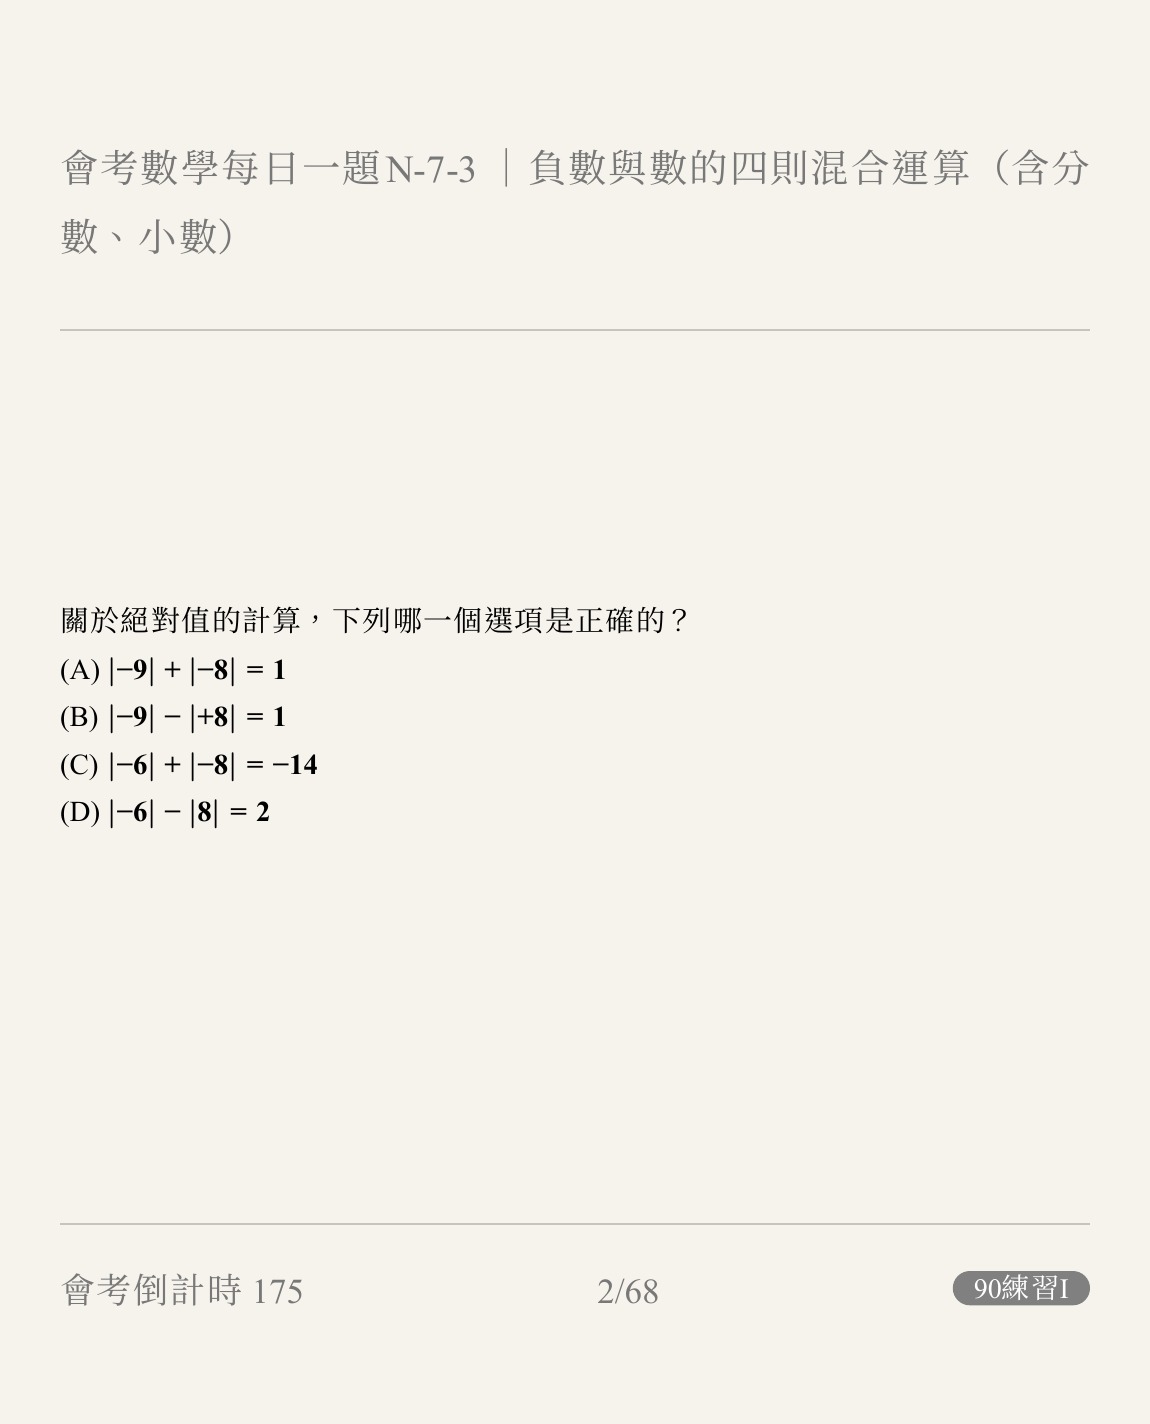 會考數學每日一題N-7-3 ｜負數與數的四則混合運算（含分
數、小數）
關於絕對值的計算，下列哪一個選項是正確的？
(A) |−9| + |−8| = 1
(B) |−9| − |+8| = 1
(C) |−6| + |−8| = −14
(D) |−6| − |8| = 2
會考倒計時 175
2/68
90練習I